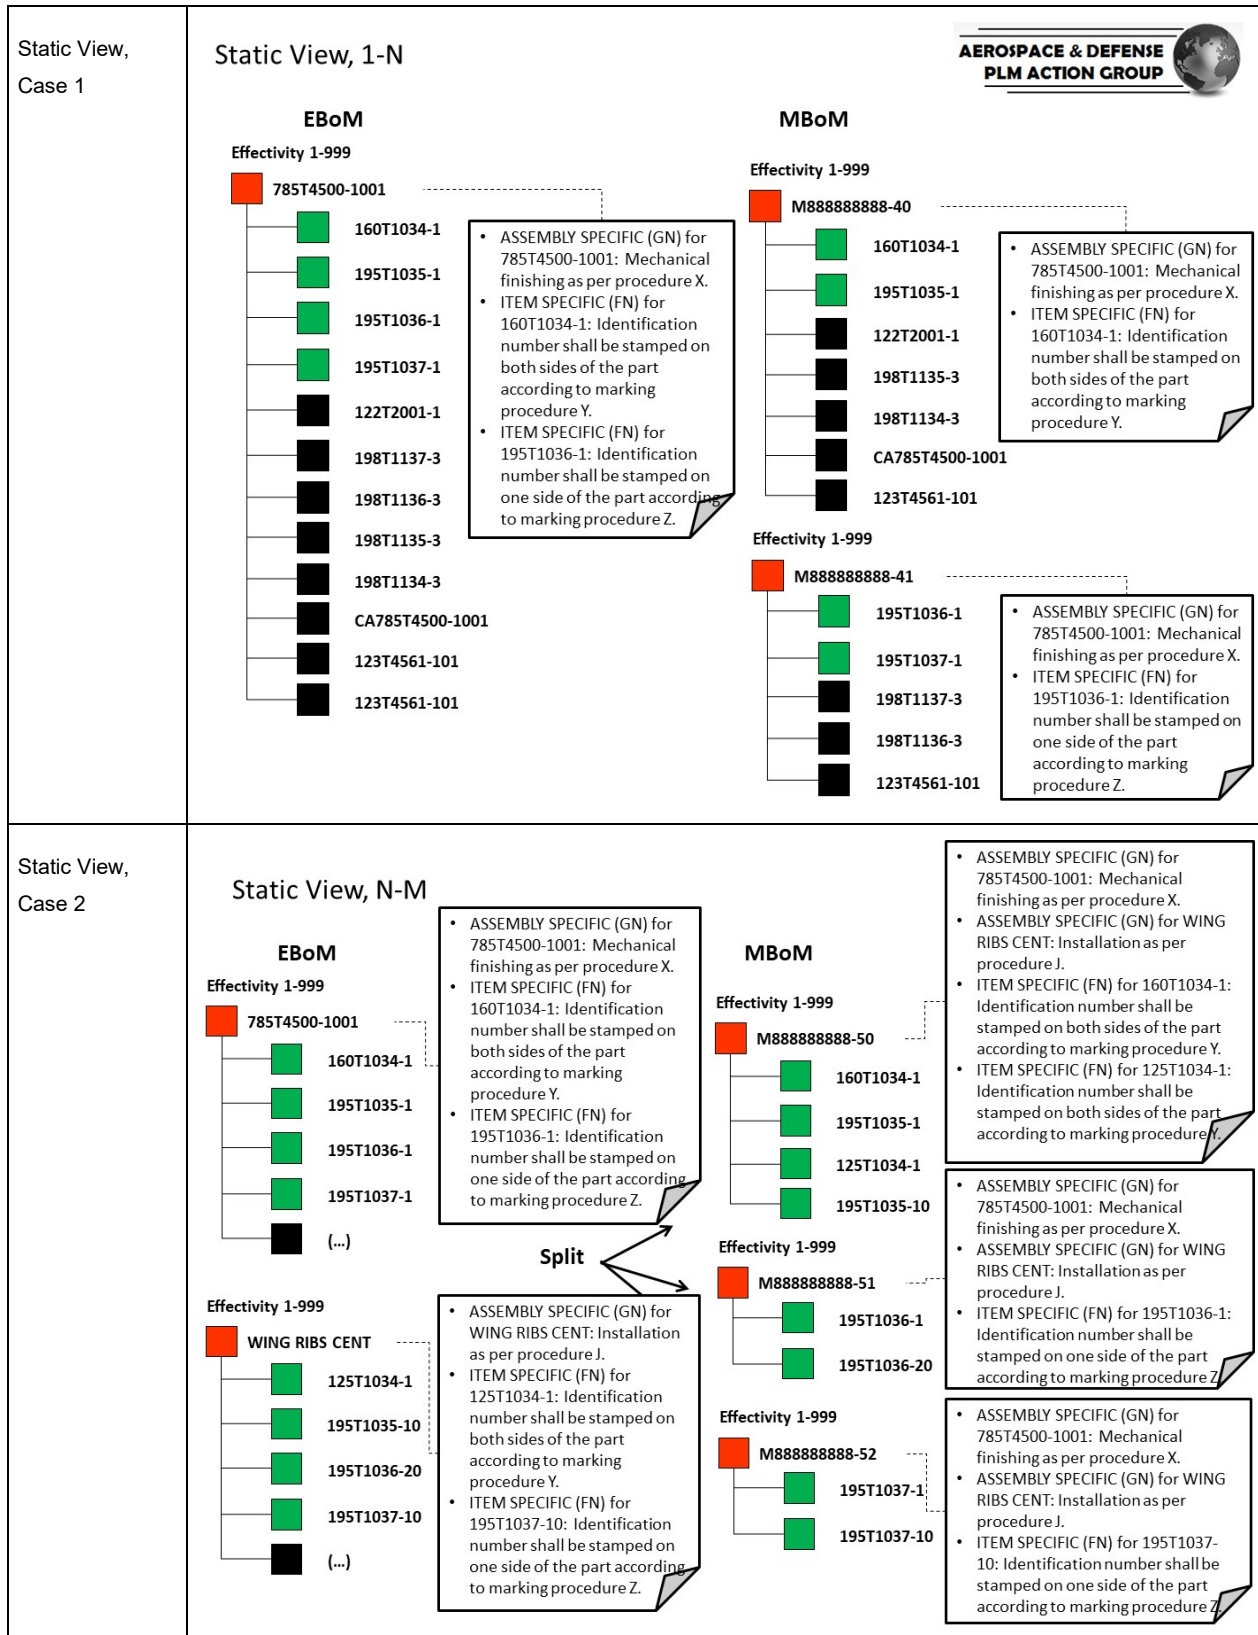 Static View,
Case 1
Static View, 1-N
AEROSPACE & DEFENSE
PLM ACTION GROUP
EBoM
Effectivity 1-999
785T4500-1001
160T1034-1
195T1035-1
195T1036-1
195T1037-1
122T2001-1
198T1137-3
198T1136-3
198T1135-3
198T1134-3
CA785T4500-1001
123T4561-101
123T4561-101
• ASSEMBLY SPECIFIC (GN) for
785T4500-1001: Mechanical
finishing as per procedure X.
• ITEM SPECIFIC (FN) for
160T1034-1: Identification
number shall be stamped on
both sides of the part
according to marking
procedure Y.
• ITEM SPECIFIC (FN) for
195T1036-1: Identification
number shall be stamped on
one side of the part according
to marking procedure Z.
MBoM
Effectivity 1-999
M888888888-40
160T1034-1
195T1035-1
122T2001-1
198T1135-3
198T1134-3
CA785T4500-1001
123T4561-101
• ASSEMBLY SPECIFIC (GN) for
785T4500-1001: Mechanical
finishing as per procedure X.
• ITEM SPECIFIC (FN) for
160T1034-1: Identification
number shall be stamped on
both sides of the part
according to marking
procedure Y.
Effectivity 1-999
M888888888-41
195T1036-1
195T1037-1
198T1137-3
198T1136-3
123T4561-101
• ASSEMBLY SPECIFIC (GN) for
785T4500-1001: Mechanical
finishing as per procedure X.
• ITEM SPECIFIC (FN) for
195T1036-1: Identification
number shall be stamped on
one side of the part
according to marking
procedure Z.
Static View,
Case 2
Static View, N-M
EBoM
Effectivity 1-999
785T4500-1001
160T1034-1
195T1035-1
195T1036-1
195T1037-1
(...)
• ASSEMBLY SPECIFIC (GN) for
785T4500-1001: Mechanical
finishing as per procedure X.
• ITEM SPECIFIC (FN) for
160T1034-1: Identification
number shall be stamped on
both sides of the part
according to marking
procedure Y.
• ITEM SPECIFIC (FN) for
195T1036-1: Identification
number shall be stamped on
one side of the part according
to marking procedure Z.
Split
Effectivity 1-999
WING RIBS CENT
125T1034-1
195T1035-10
195T1036-20
195T1037-10
(...)
• ASSEMBLY SPECIFIC (GN) for
WING RIBS CENT: Installation
as per procedure J.
• ITEM SPECIFIC (FN) for
125T1034-1: Identification
number shall be stamped on
both sides of the part
according to marking
procedure Y.
• ITEM SPECIFIC (FN) for
195T1037-10: Identification
number shall be stamped on
one side of the part according
to marking procedure Z.
MBoM
Effectivity 1-999
M888888888-50
160T1034-1
195T1035-1
125T1034-1
195T1035-10
• ASSEMBLY SPECIFIC (GN) for
785T4500-1001: Mechanical
finishing as per procedure X.
• ASSEMBLY SPECIFIC (GN) for WING
RIBS CENT: Installation as per
procedure J.
• ITEM SPECIFIC (FN) for 160T1034-1:
Identification number shall be
stamped on both sides of the part
according to marking procedure Y.
• ITEM SPECIFIC (FN) for 125T1034-1:
Identification number shall be
stamped on both sides of the part
according to marking procedure Y.
Effectivity 1-999
M888888888-51
195T1036-1
195T1036-20
• ASSEMBLY SPECIFIC (GN) for
785T4500-1001: Mechanical
finishing as per procedure X.
• ASSEMBLY SPECIFIC (GN) for WING
RIBS CENT: Installation as per
procedure J.
• ITEM SPECIFIC (FN) for 195T1036-1:
Identification number shall be
stamped on one side of the part
according to marking procedure Z
Effectivity 1-999
M888888888-52
195T1037-1
195T1037-10
• ASSEMBLY SPECIFIC (GN) for
785T4500-1001: Mechanical
finishing as per procedure X.
• ASSEMBLY SPECIFIC (GN) for WING
RIBS CENT: Installation as per
procedure J.
• ITEM SPECIFIC (FN) for 195T1037-
10: Identification number shall be
stamped on one side of the part
according to marking procedure Z.